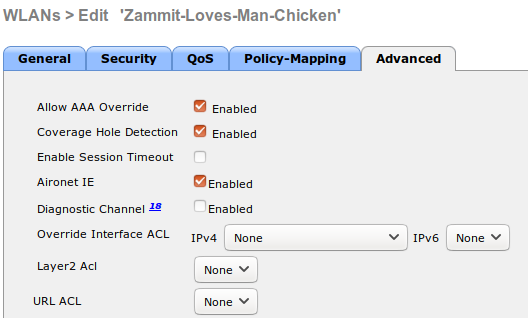 WLANs > Edit 'Zammit-Loves-Man-Chicken'
General Security QoS Policy-Mapping Advanced
Allow AAA Override Enabled
Coverage Hole Detection Enabled
Enable Session Timeout
Aironet IE Enabled
Diagnostic Channel 18 Enabled
Override Interface ACL IPv4 None IPv6 None
Layer2 Acl None
URL ACL None